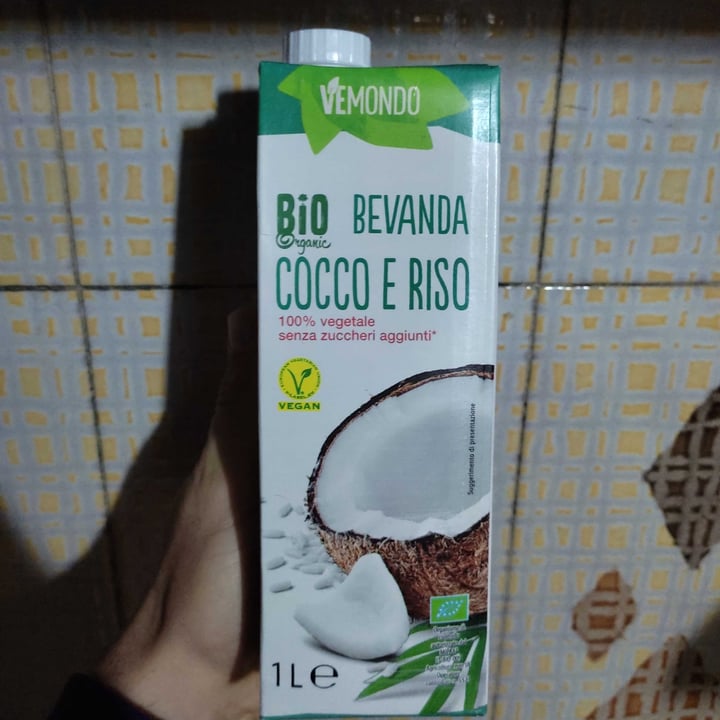 VEMONDO
BiO
Organic
BEVANDA
COCCO E RISO
100% vegetale
senza zuccheri aggiunti*
VEGAN
Suggerimento di presentazione
1L e